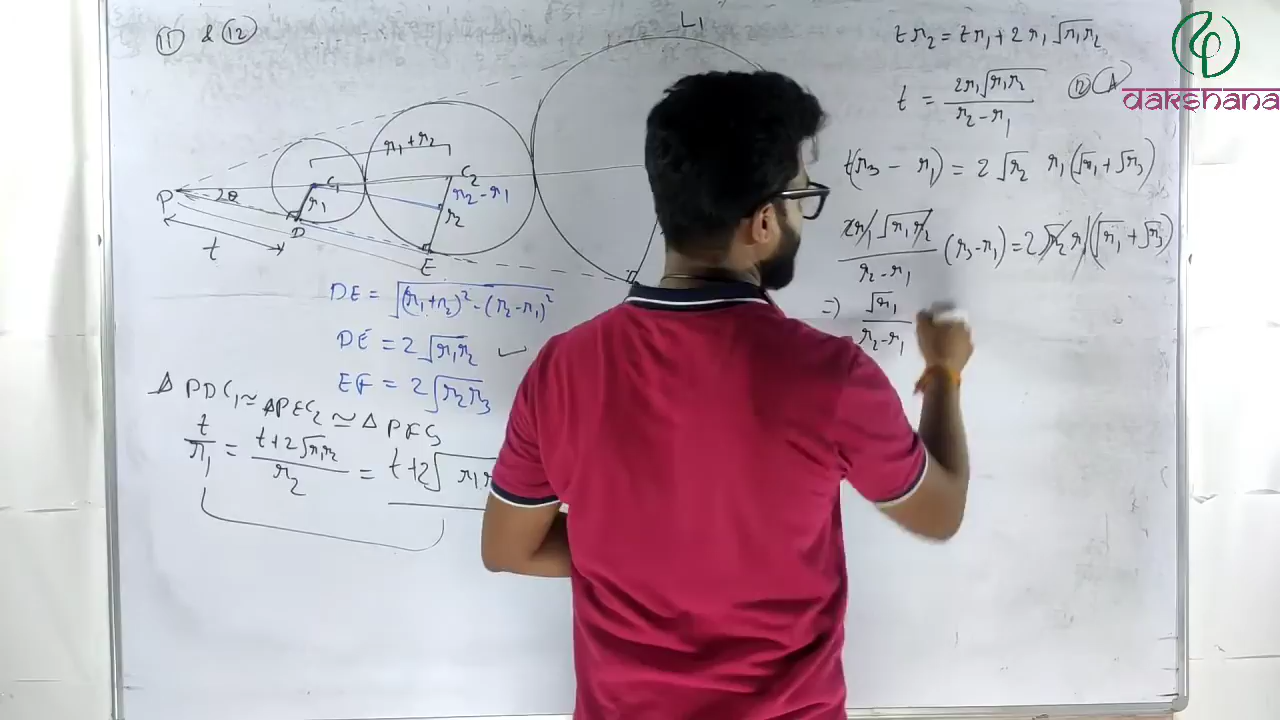 11 & 12
L1
r1+r2
P
2θ
C1
r1
D
t
C2
r2-r1
r2
E
DE = √((r1+r2)²-(r2-r1)²)
DE = 2√r1r2 ✓
EF = 2√r2r3
Δ PDC1 ≃ ΔPEC2 ≃ Δ PFC3
t/r1 = (t+2√r1r2)/r2 = t+2√r1r
t r2 = t r1 + 2 r1 √r1r2
t = 2r1√r1r2/(r2-r1) 12 A
t(r3 - r1) = 2√r2 r1(√r1+√r3)
2r1√r1r2/(r2-r1) (r3-r1) = 2√r2 r1(√r1+√r3)
⇒ √r1/(r2-r1)
dakshana